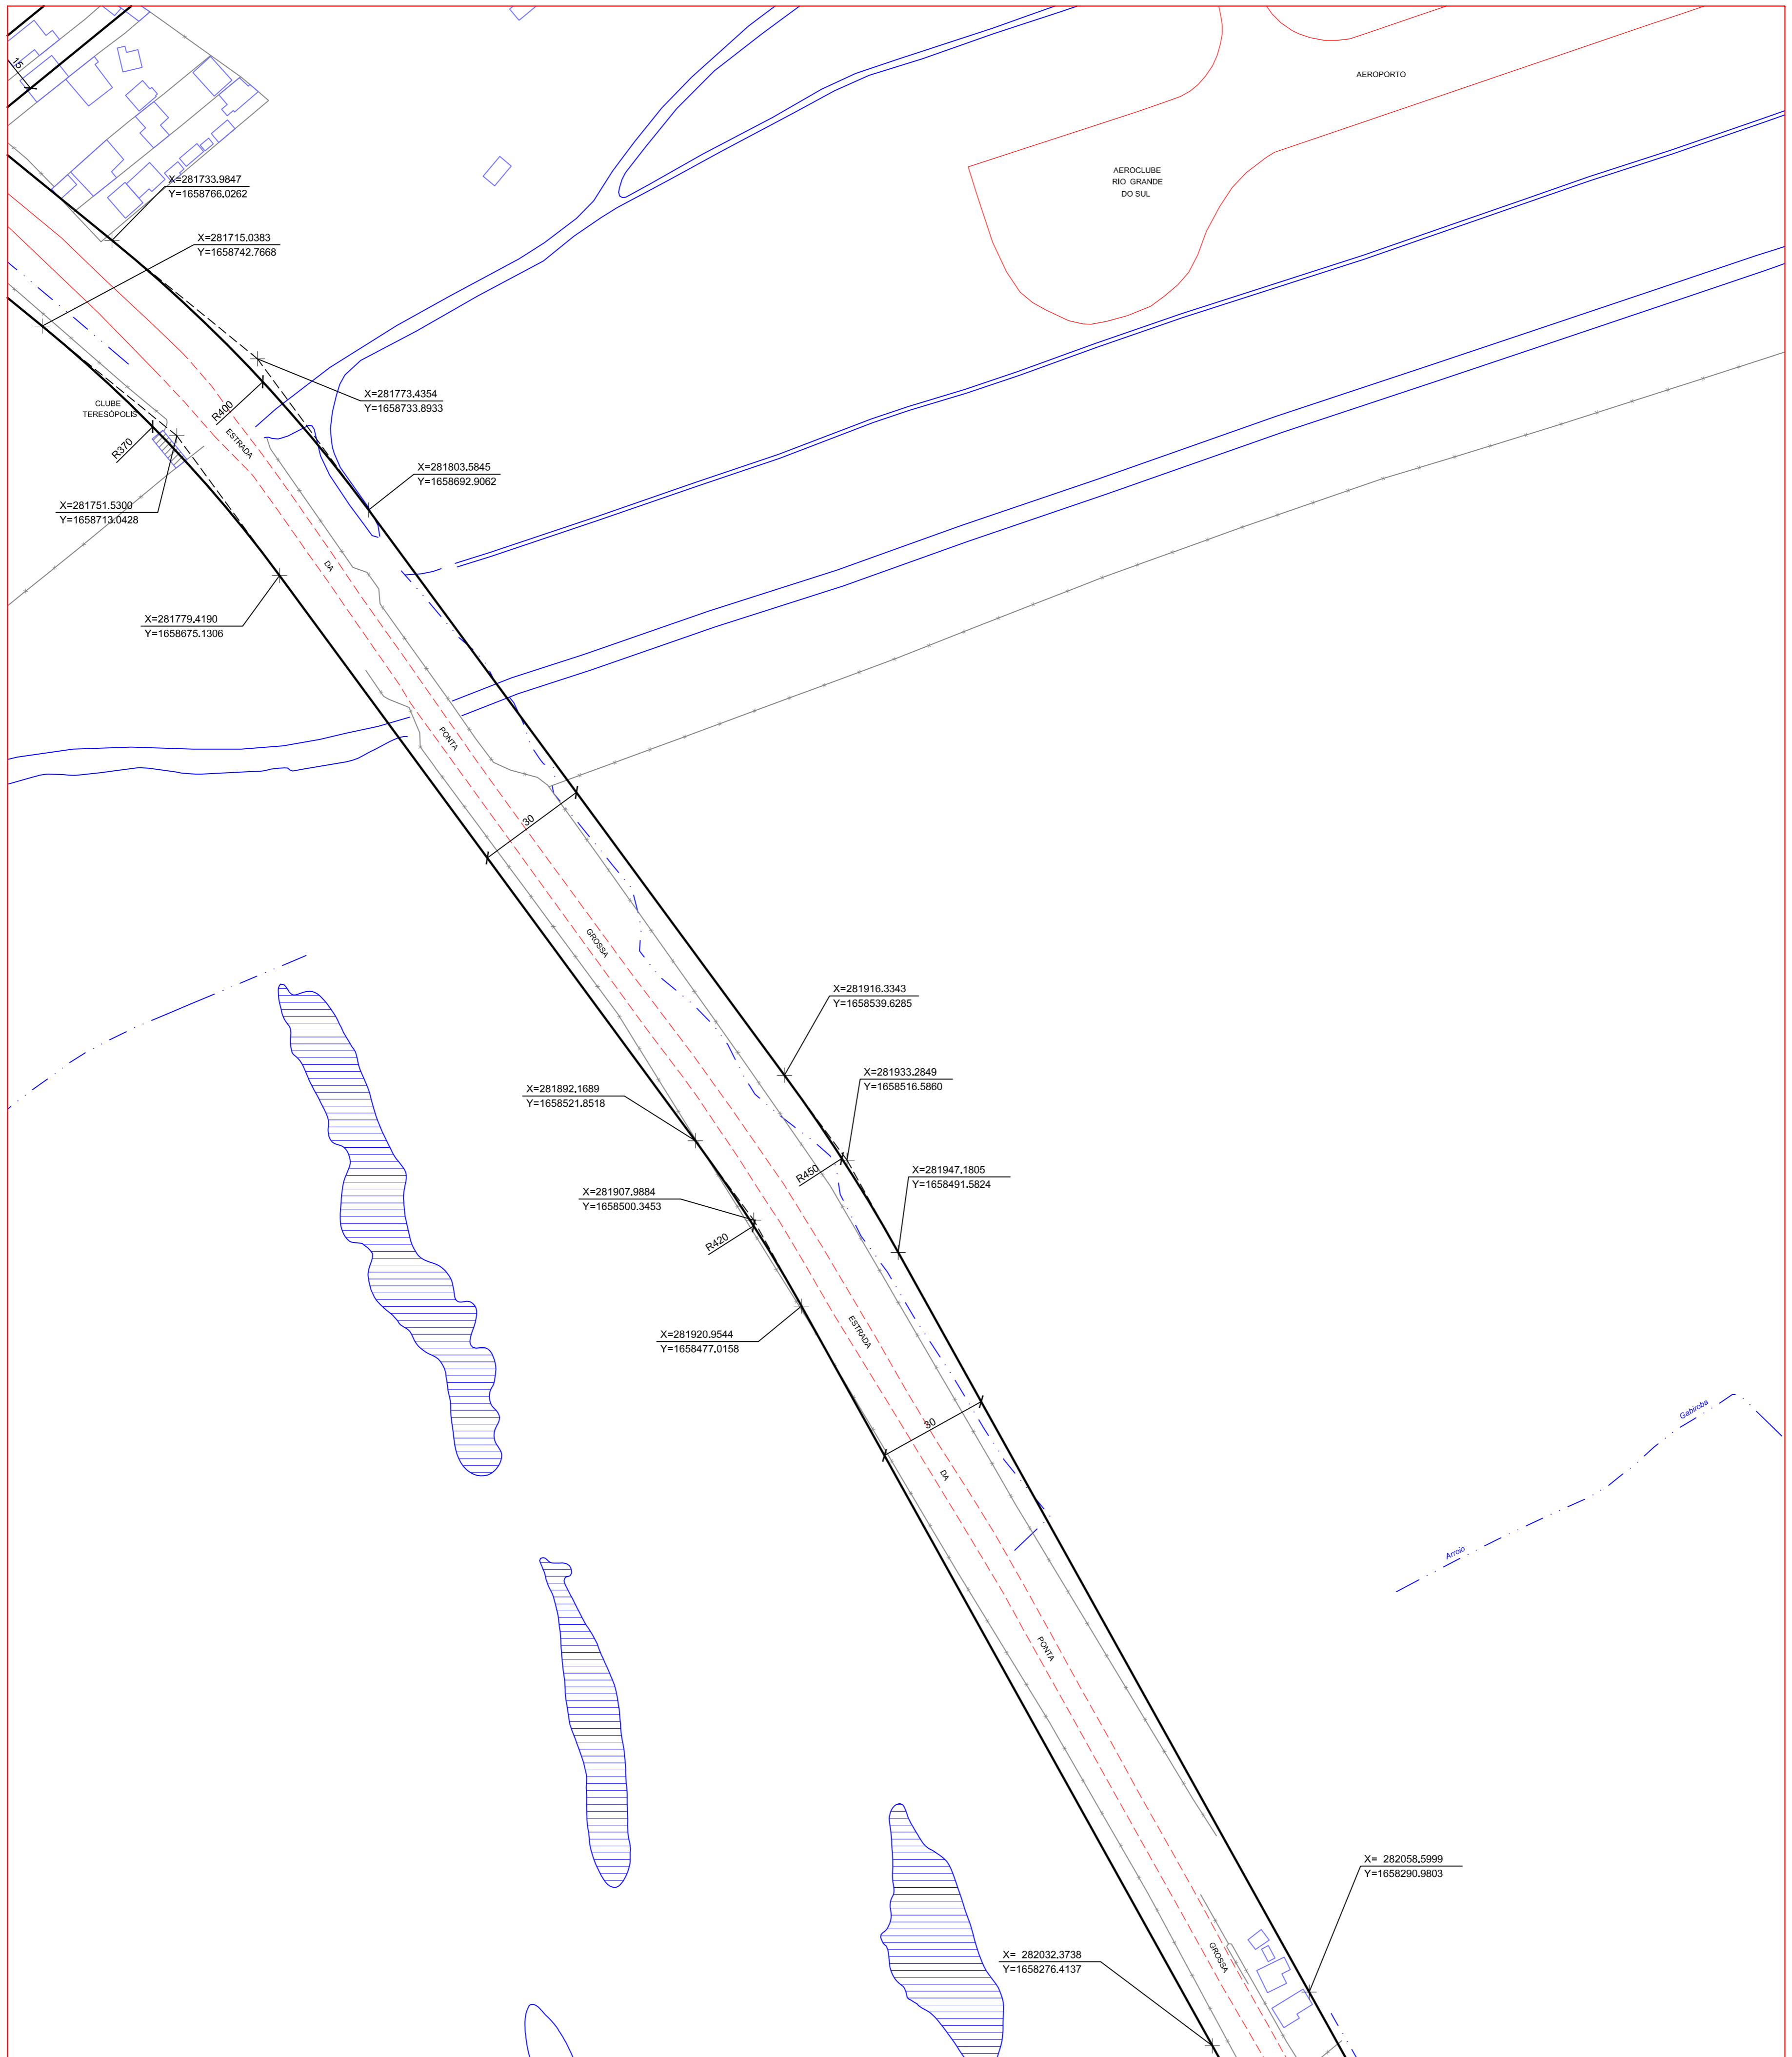 15
AEROPORTO
AEROCLUBE
RIO GRANDE
DO SUL
X=281733.9847
Y=1658766.0262
X=281715.0383
Y=1658742.7668
X=281773.4354
Y=1658733.8933
CLUBE
TERESÓPOLIS
R400
ESTRADA
R370
X=281803.5845
Y=1658692.9062
X=281751.5300
Y=1658713.0428
DA
X=281779.4190
Y=1658675.1306
PONTA
30
GROSSA
X=281916.3343
Y=1658539.6285
X=281933.2849
Y=1658516.5860
X=281892.1689
Y=1658521.8518
R450
X=281947.1805
Y=1658491.5824
X=281907.9884
Y=1658500.3453
R420
X=281920.9544
Y=1658477.0158
ESTRADA
30
Gabiroba
DA
Arroio
PONTA
X= 282058.5999
Y=1658290.9803
GROSSA
X= 282032.3738
Y=1658276.4137